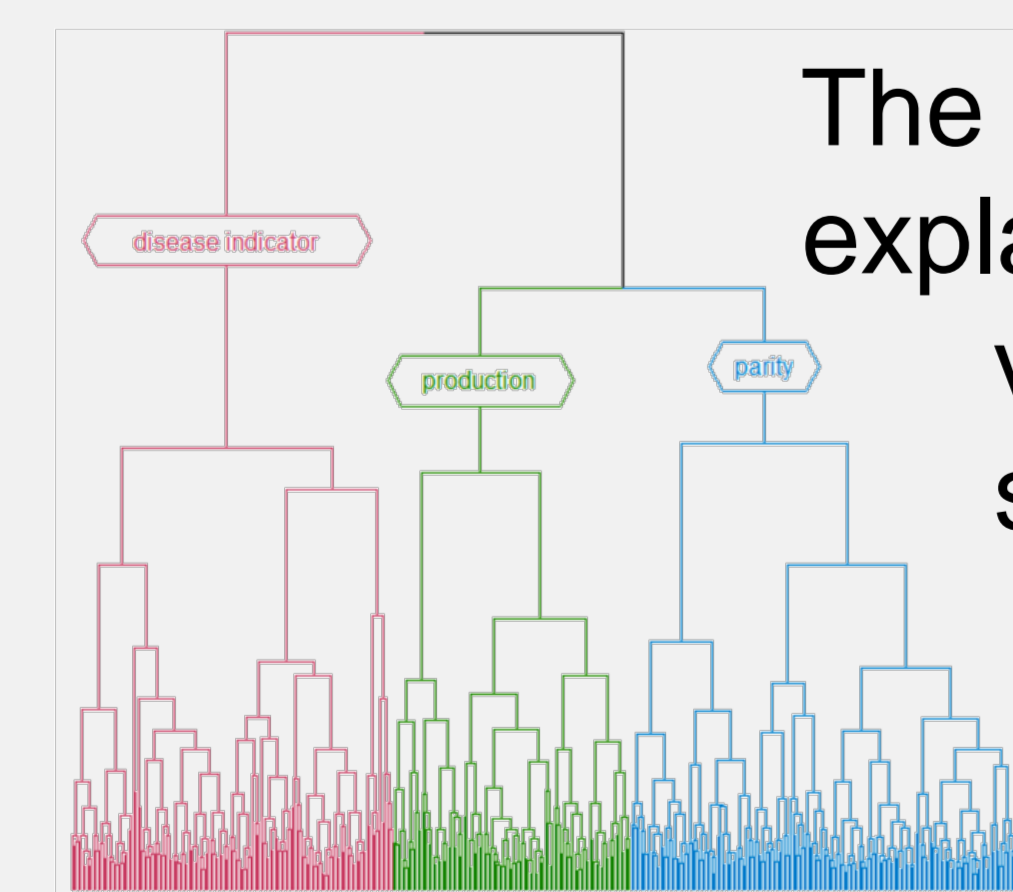 The
expla
disease indicator
production
parity